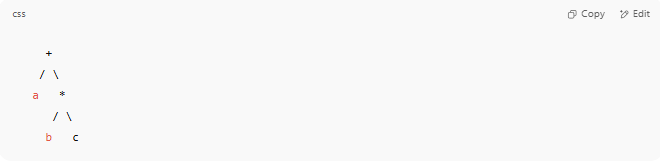 css Copy Edit
+
/ \
a *
/ \
b c